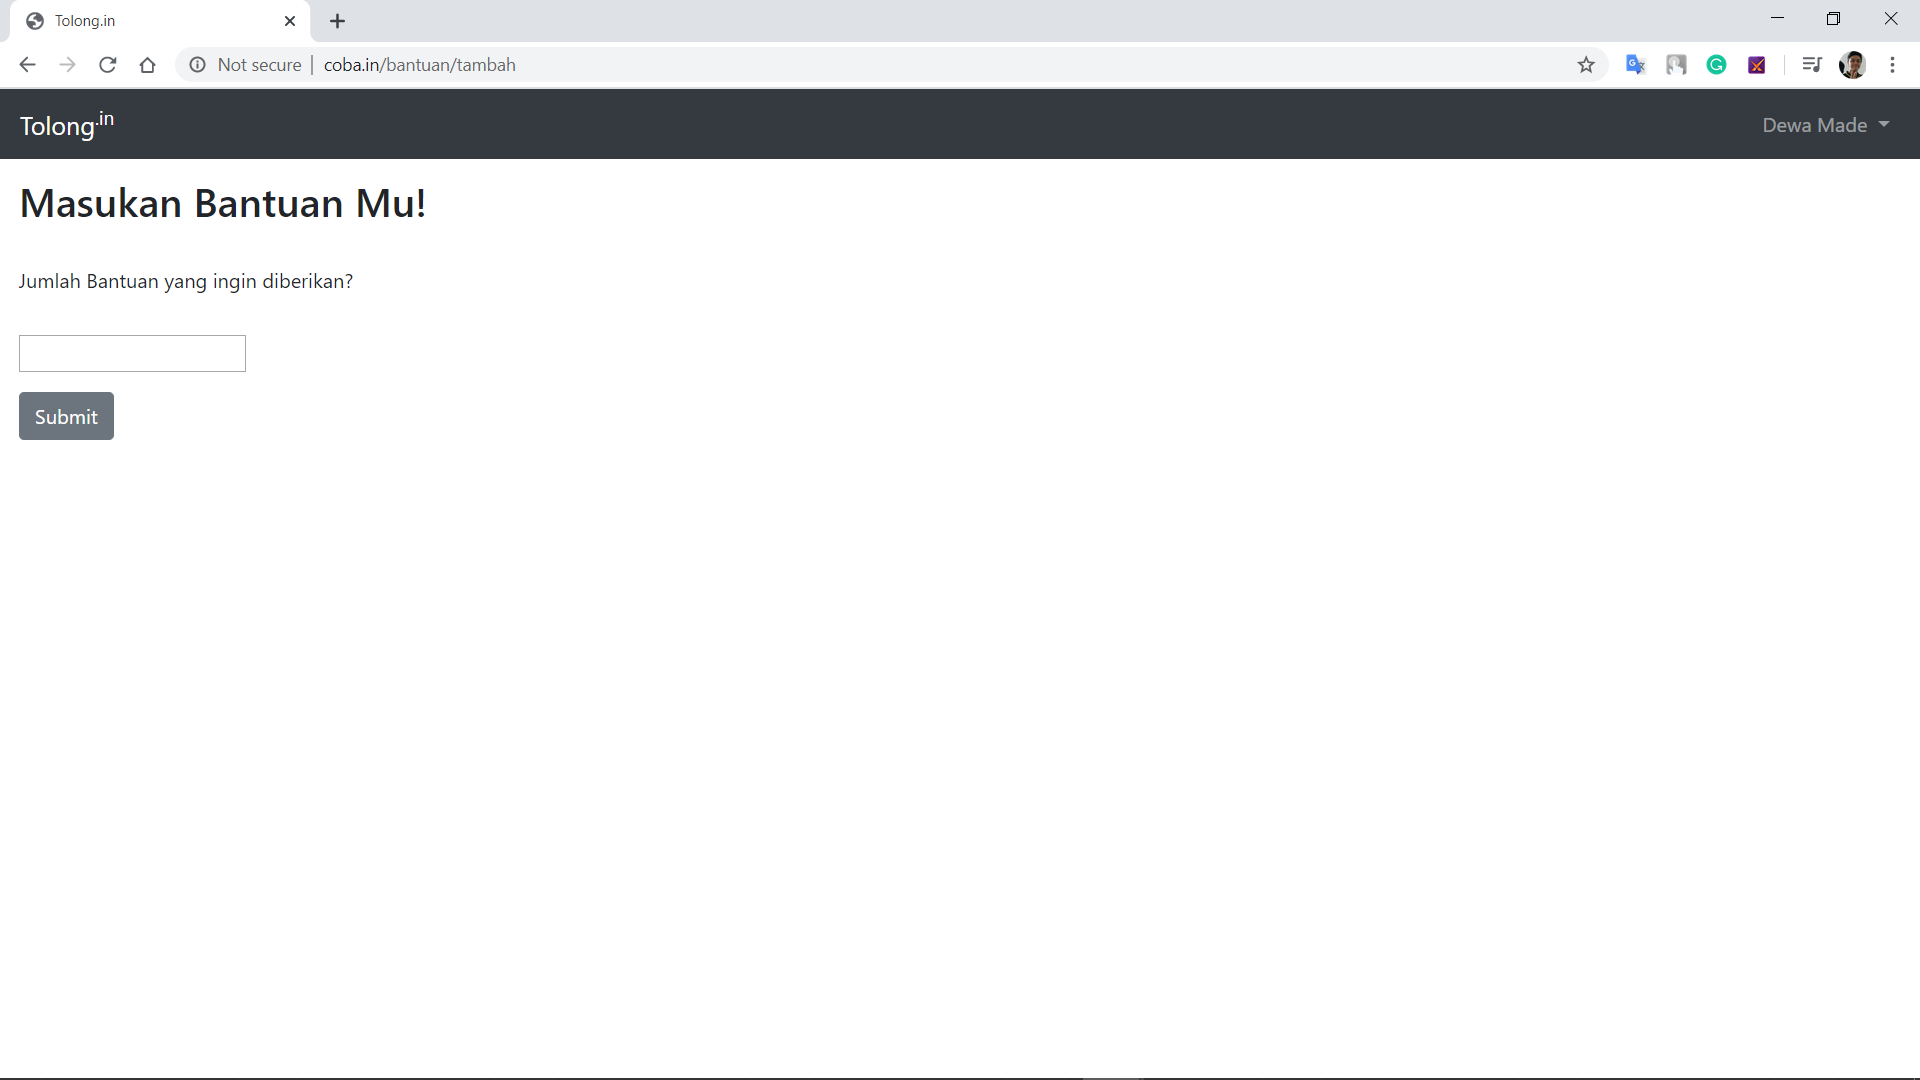 Tolong.in
Not secure | coba.in/bantuan/tambah
Tolong.in
Dewa Made
Masukan Bantuan Mu!
Jumlah Bantuan yang ingin diberikan?
Submit